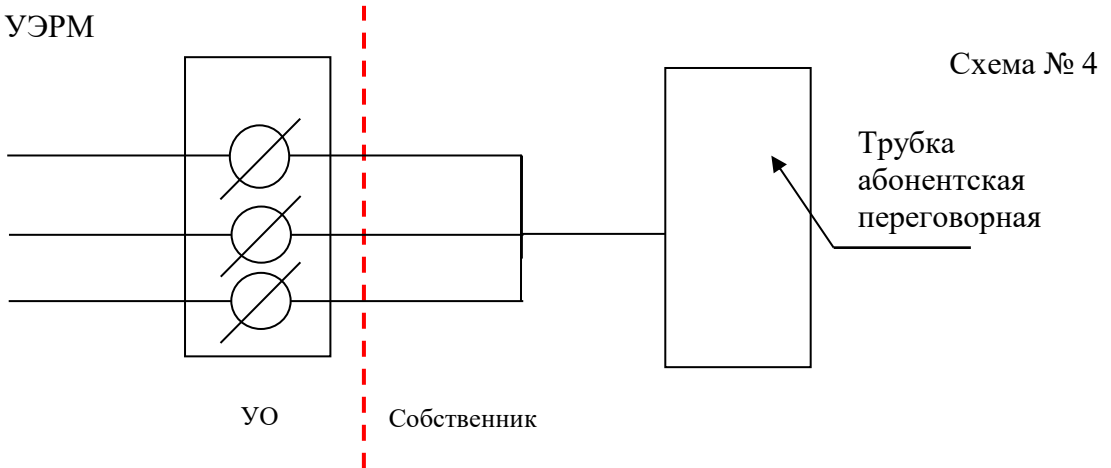 УЭРМ
Схема № 4
Трубка
абонентская
переговорная
УО
Собственник